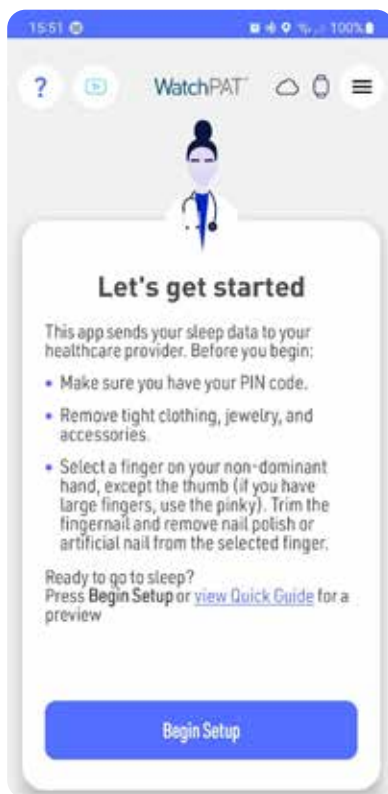 15:51
100%
?
WatchPAT™
Let's get started
This app sends your sleep data to your
healthcare provider. Before you begin:
• Make sure you have your PIN code.
• Remove tight clothing, jewelry, and
accessories.
• Select a finger on your non-dominant
hand, except the thumb (if you have
large fingers, use the pinky). Trim the
fingernail and remove nail polish or
artificial nail from the selected finger.
Ready to go to sleep?
Press Begin Setup or view Quick Guide for a
preview
Begin Setup